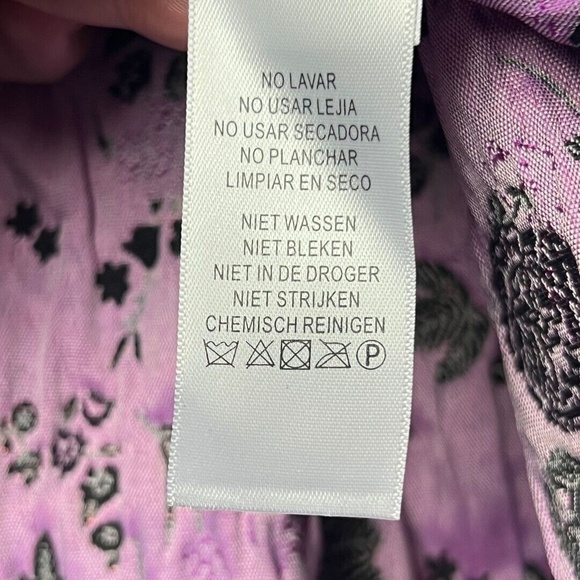 NO LAVAR
NO USAR LEJIA
NO USAR SECADORA
NO PLANCHAR
LIMPIAR EN SECO
NIET WASSEN
NIET BLEKEN
NIET IN DE DROGER
NIET STRIJKEN
CHEMISCH REINIGEN
P